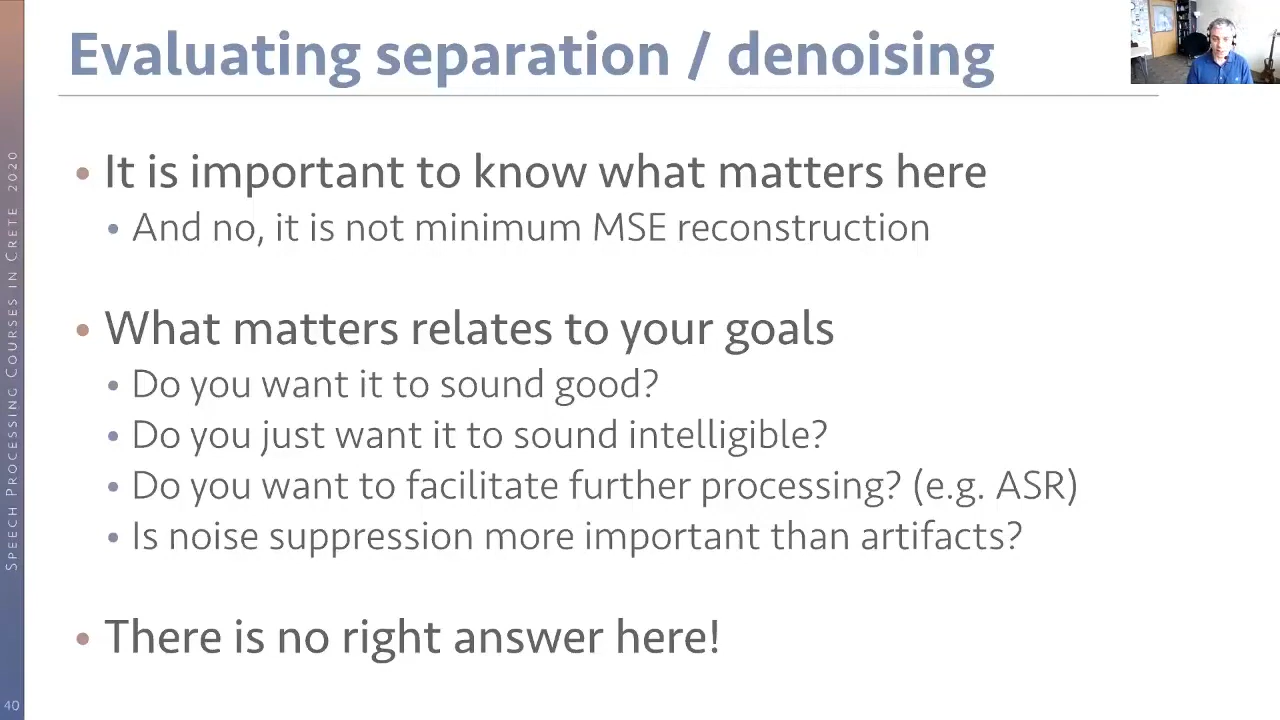 Evaluating separation / denoising
• It is important to know what matters here
• And no, it is not minimum MSE reconstruction
• What matters relates to your goals
• Do you want it to sound good?
• Do you just want it to sound intelligible?
• Do you want to facilitate further processing? (e.g. ASR)
• Is noise suppression more important than artifacts?
• There is no right answer here!
Speech Processing Courses in Crete 2020
40